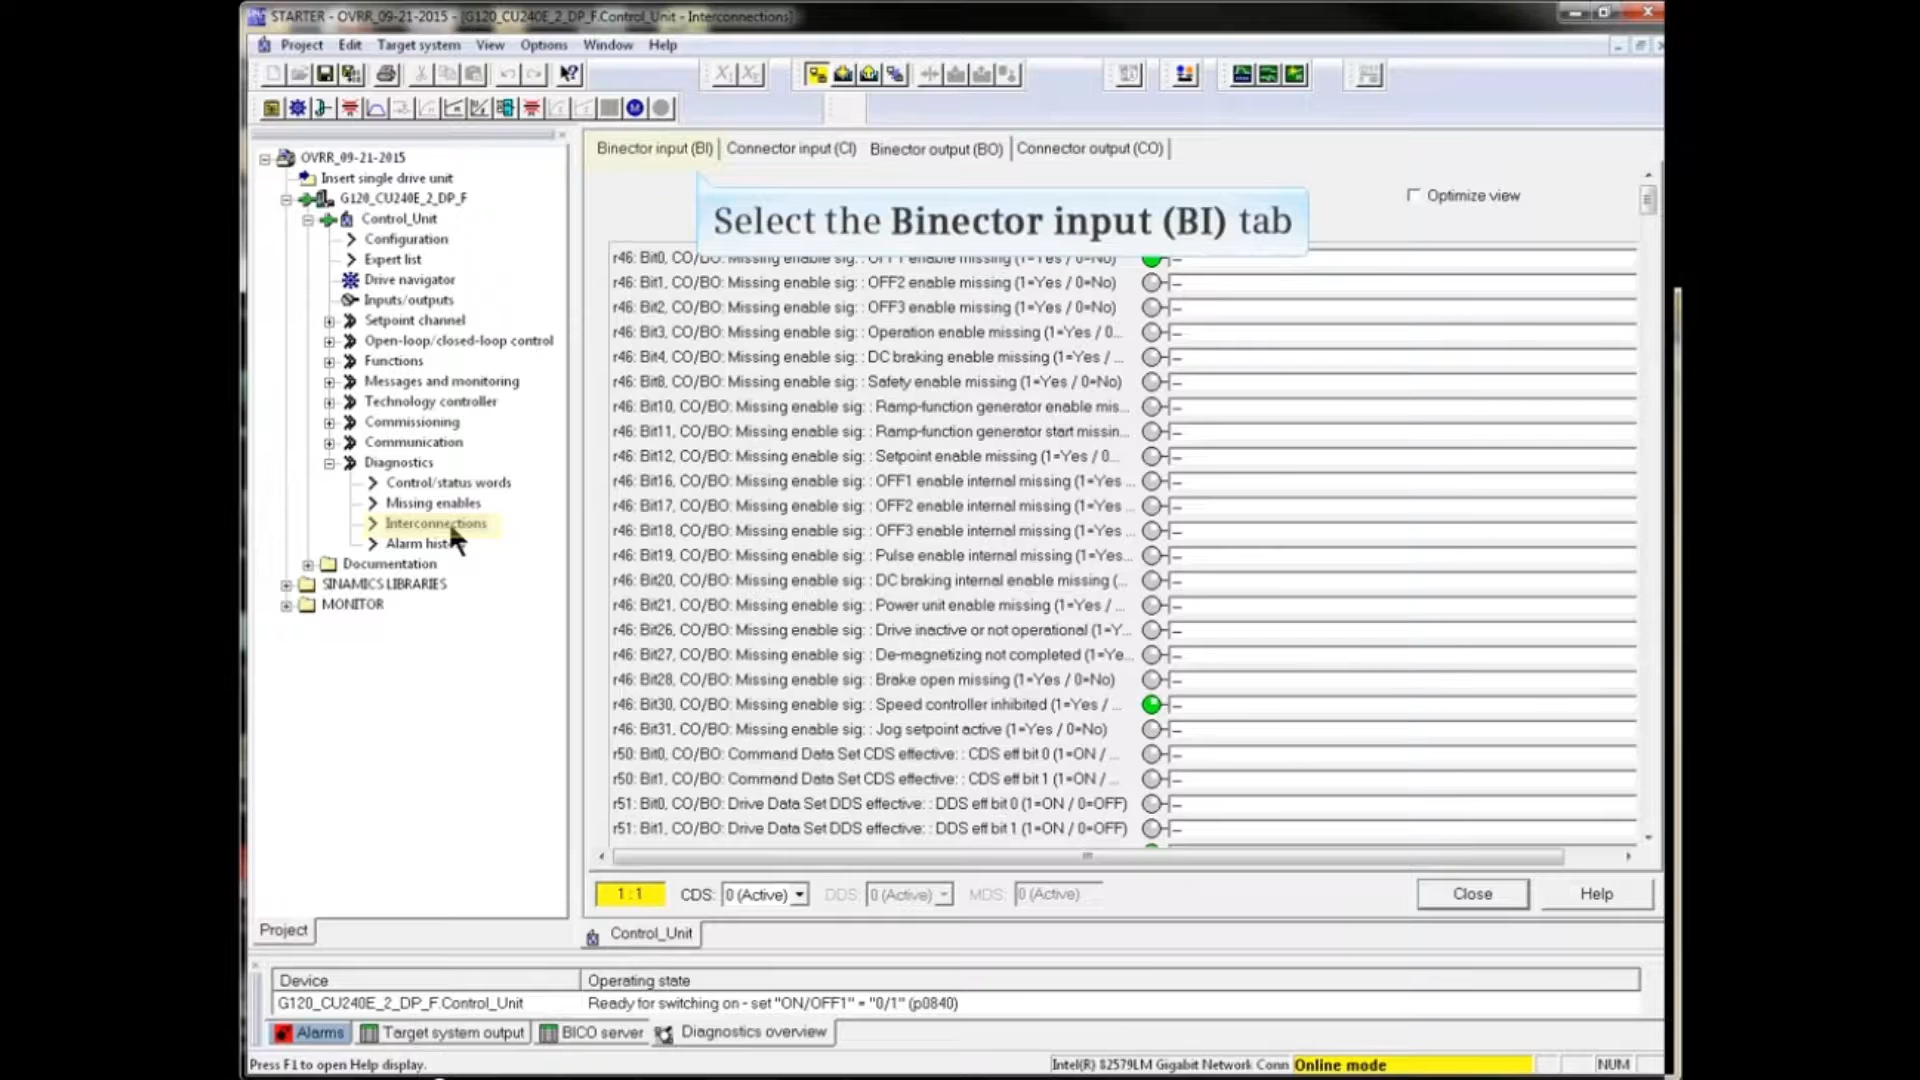 STARTER - OVRR_09-21-2015 - [G120_CU240E_2_DP_F.Control_Unit - Interconnections]
Project Edit Target system View Options Window Help
OVRR_09-21-2015
Insert single drive unit
G120_CU240E_2_DP_F
Control_Unit
Configuration
Expert list
Drive navigator
Inputs/outputs
Setpoint channel
Open-loop/closed-loop control
Functions
Messages and monitoring
Technology controller
Commissioning
Communication
Diagnostics
Control/status words
Missing enables
Interconnections
Alarm hist
Documentation
SINAMICS LIBRARIES
MONITOR
Project
Binector input (BI) Connector input (CI) Binector output (BO) Connector output (CO)
Optimize view
Select the Binector input (BI) tab
r46: Bit0, CO/BO: Missing enable sig: : OFF1 enable missing (1=Yes / 0=No)
r46: Bit1, CO/BO: Missing enable sig: : OFF2 enable missing (1=Yes / 0=No)
r46: Bit2, CO/BO: Missing enable sig: : OFF3 enable missing (1=Yes / 0=No)
r46: Bit3, CO/BO: Missing enable sig: : Operation enable missing (1=Yes / 0...
r46: Bit4, CO/BO: Missing enable sig: : DC braking enable missing (1=Yes / ...
r46: Bit8, CO/BO: Missing enable sig: : Safety enable missing (1=Yes / 0=No)
r46: Bit10, CO/BO: Missing enable sig: : Ramp-function generator enable mis...
r46: Bit11, CO/BO: Missing enable sig: : Ramp-function generator start missin...
r46: Bit12, CO/BO: Missing enable sig: : Setpoint enable missing (1=Yes / 0...
r46: Bit16, CO/BO: Missing enable sig: : OFF1 enable internal missing (1=Yes ...
r46: Bit17, CO/BO: Missing enable sig: : OFF2 enable internal missing (1=Yes ...
r46: Bit18, CO/BO: Missing enable sig: : OFF3 enable internal missing (1=Yes ...
r46: Bit19, CO/BO: Missing enable sig: : Pulse enable internal missing (1=Yes...
r46: Bit20, CO/BO: Missing enable sig: : DC braking internal enable missing (...
r46: Bit21, CO/BO: Missing enable sig: : Power unit enable missing (1=Yes / ...
r46: Bit26, CO/BO: Missing enable sig: : Drive inactive or not operational (1=Y...
r46: Bit27, CO/BO: Missing enable sig: : De-magnetizing not completed (1=Ye...
r46: Bit28, CO/BO: Missing enable sig: : Brake open missing (1=Yes / 0=No)
r46: Bit30, CO/BO: Missing enable sig: : Speed controller inhibited (1=Yes / ...
r46: Bit31, CO/BO: Missing enable sig: : Jog setpoint active (1=Yes / 0=No)
r50: Bit0, CO/BO: Command Data Set CDS effective: : CDS eff bit 0 (1=ON / ...
r50: Bit1, CO/BO: Command Data Set CDS effective: : CDS eff bit 1 (1=ON / ...
r51: Bit0, CO/BO: Drive Data Set DDS effective: : DDS eff bit 0 (1=ON / 0=OFF)
r51: Bit1, CO/BO: Drive Data Set DDS effective: : DDS eff bit 1 (1=ON / 0=OFF)
1 : 1 CDS: 0 (Active) DDS: 0 (Active) MDS: 0 (Active) Close Help
Control_Unit
Device Operating state
G120_CU240E_2_DP_F.Control_Unit Ready for switching on - set "ON/OFF1" = "0/1" (p0840)
Alarms Target system output BICO server Diagnostics overview
Press F1 to open Help display. Intel(R) 82579LM Gigabit Network Conn Online mode NUM